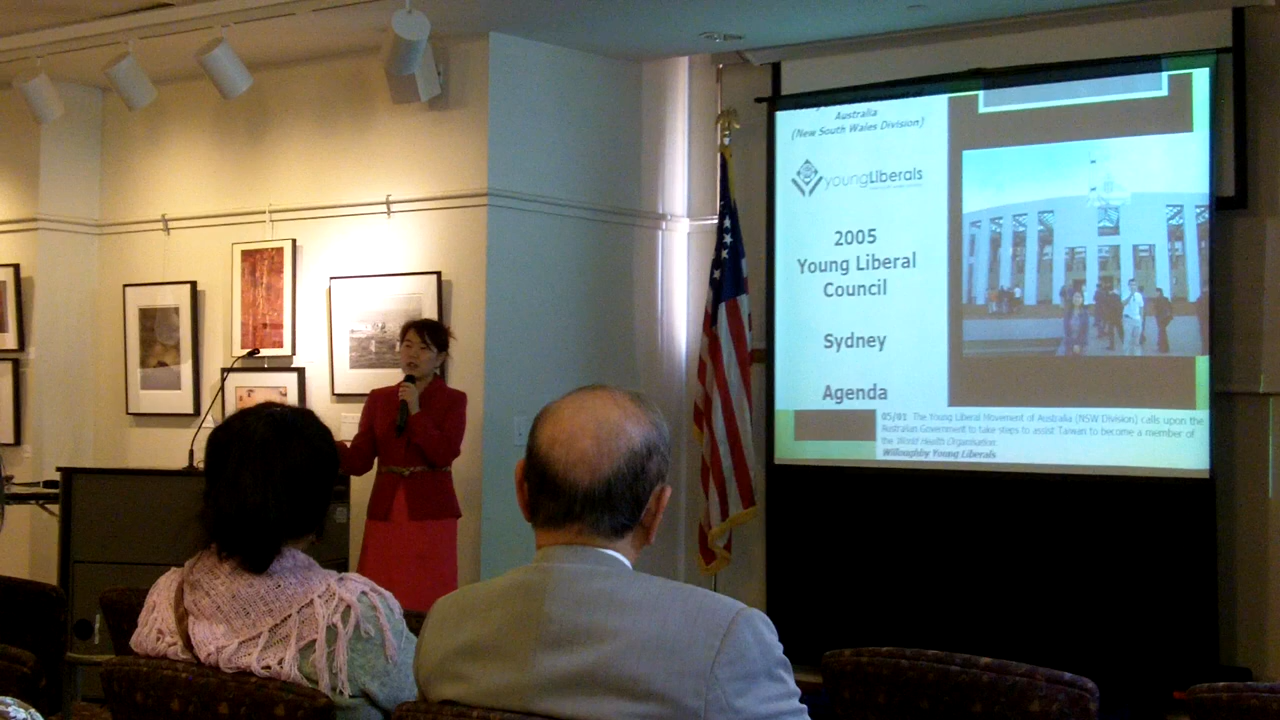 Australia
(New South Wales Division)
youngLiberals
2005
Young Liberal
Council
Sydney
Agenda
05/01 The Young Liberal Movement of Australia (NSW Division) calls upon the
Australian Government to take steps to assist Taiwan to become a member of
the World Health Organisation.
Willoughby Young Liberals